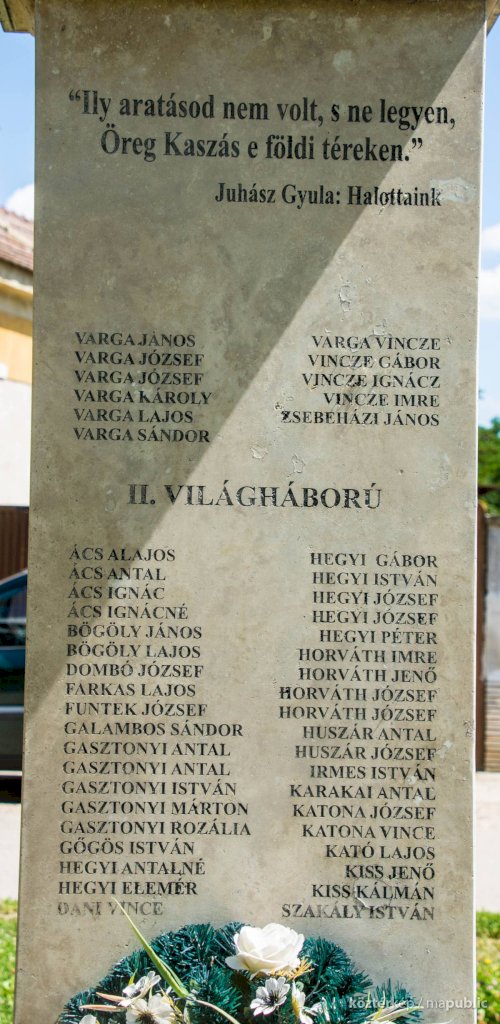 "Ily aratásod nem volt, s ne legyen,
Öreg Kaszás e földi téreken."
Juhász Gyula: Halottaink
VARGA JÁNOS
VARGA JÓZSEF
VARGA JÓZSEF
VARGA KÁROLY
VARGA LAJOS
VARGA SÁNDOR
VARGA VINCZE
VINCZE GÁBOR
VINCZE IGNÁCZ
VINCZE IMRE
ZSEBEHÁZI JÁNOS
II. VILÁGHÁBORÚ
ÁCS ALAJOS
ÁCS ANTAL
ÁCS IGNÁC
ÁCS IGNÁCNÉ
BÖGÖLY JÁNOS
BÖGÖLY LAJOS
DOMBÓ JÓZSEF
FARKAS LAJOS
FUNTEK JÓZSEF
GALAMBOS SÁNDOR
GASZTONYI ANTAL
GASZTONYI ANTAL
GASZTONYI ISTVÁN
GASZTONYI MÁRTON
GASZTONYI ROZÁLIA
GŐGÖS ISTVÁN
HEGYI ANTALNÉ
HEGYI ELEMÉR
DANI VINCE
HEGYI GÁBOR
HEGYI ISTVÁN
HEGYI JÓZSEF
HEGYI JÓZSEF
HEGYI PÉTER
HORVÁTH IMRE
HORVÁTH JENŐ
HORVÁTH JÓZSEF
HORVÁTH JÓZSEF
HUSZÁR ANTAL
HUSZÁR JÓZSEF
IRMES ISTVÁN
KARAKAI ANTAL
KATONA JÓZSEF
KATONA VINCE
KATÓ LAJOS
KISS JENŐ
KISS KÁLMÁN
SZAKÁLY ISTVÁN
köztérkép / mapublic